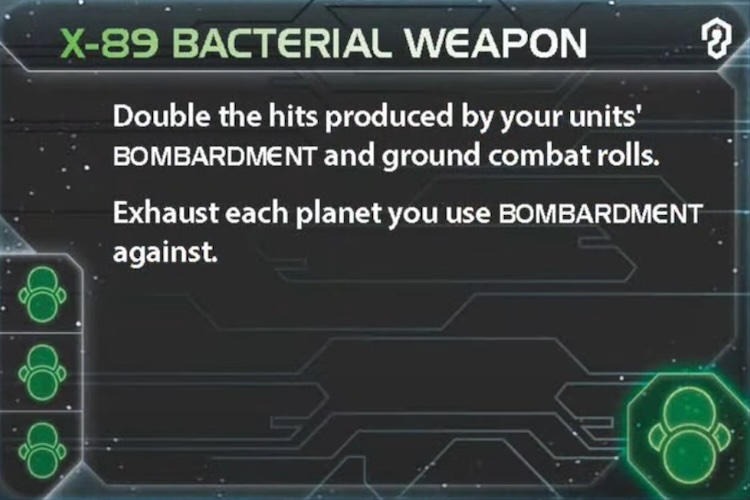 X-89 BACTERIAL WEAPON
Double the hits produced by your units'
BOMBARDMENT and ground combat rolls.
Exhaust each planet you use BOMBARDMENT
against.